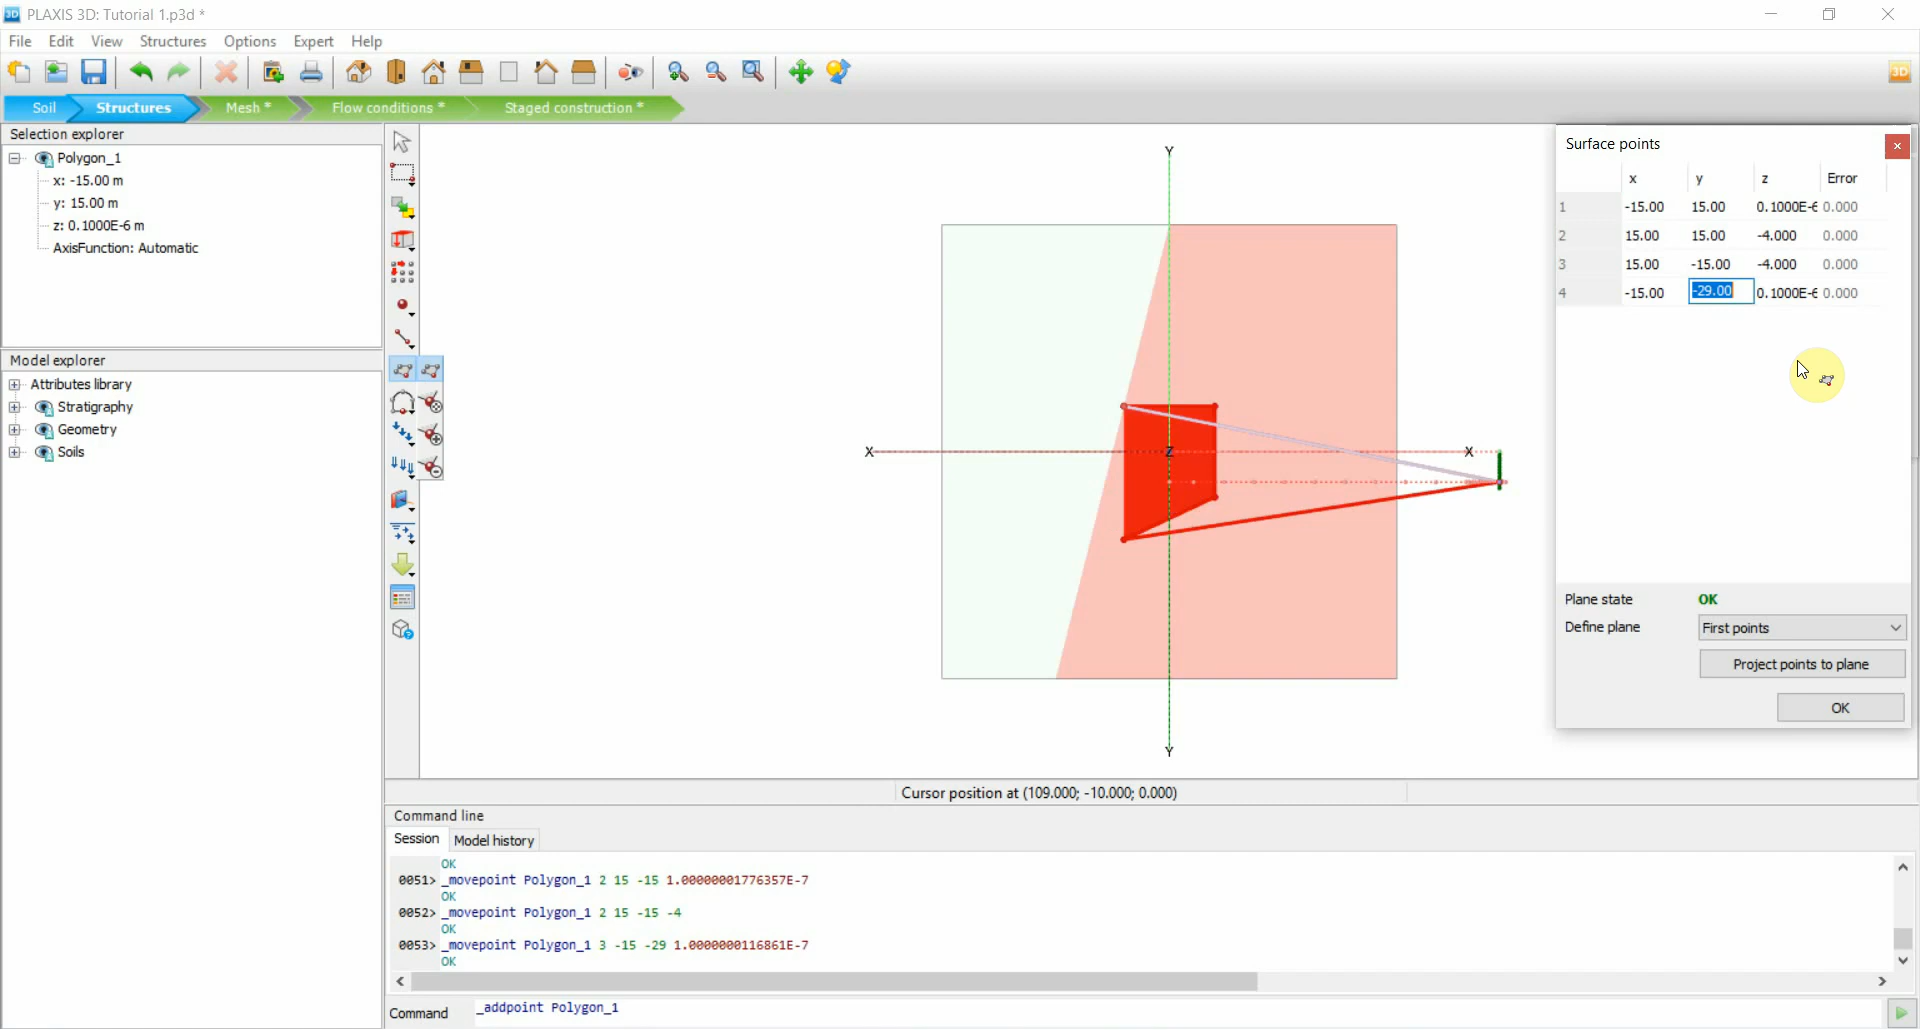 PLAXIS 3D: Tutorial 1.p3d *
File Edit View Structures Options Expert Help
3D
Soil Structures Mesh * Flow conditions * Staged construction *
Selection explorer
Polygon_1
x: -15.00 m
y: 15.00 m
z: 0.1000E-6 m
AxisFunction: Automatic
Model explorer
Attributes library
Stratigraphy
Geometry
Soils
Y
X
Z
X
Y
Surface points
x y z Error
1 -15.00 15.00 0.1000E-6 0.000
2 15.00 15.00 -4.000 0.000
3 15.00 -15.00 -4.000 0.000
4 -15.00 -29.00 0.1000E-6 0.000
Plane state OK
Define plane First points
Project points to plane
OK
Cursor position at (109.000; -10.000; 0.000)
Command line
Session Model history
OK
0051> _movepoint Polygon_1 2 15 -15 1.00000001776357E-7
OK
0052> _movepoint Polygon_1 2 15 -15 -4
OK
0053> _movepoint Polygon_1 3 -15 -29 1.0000000116861E-7
OK
Command _addpoint Polygon_1